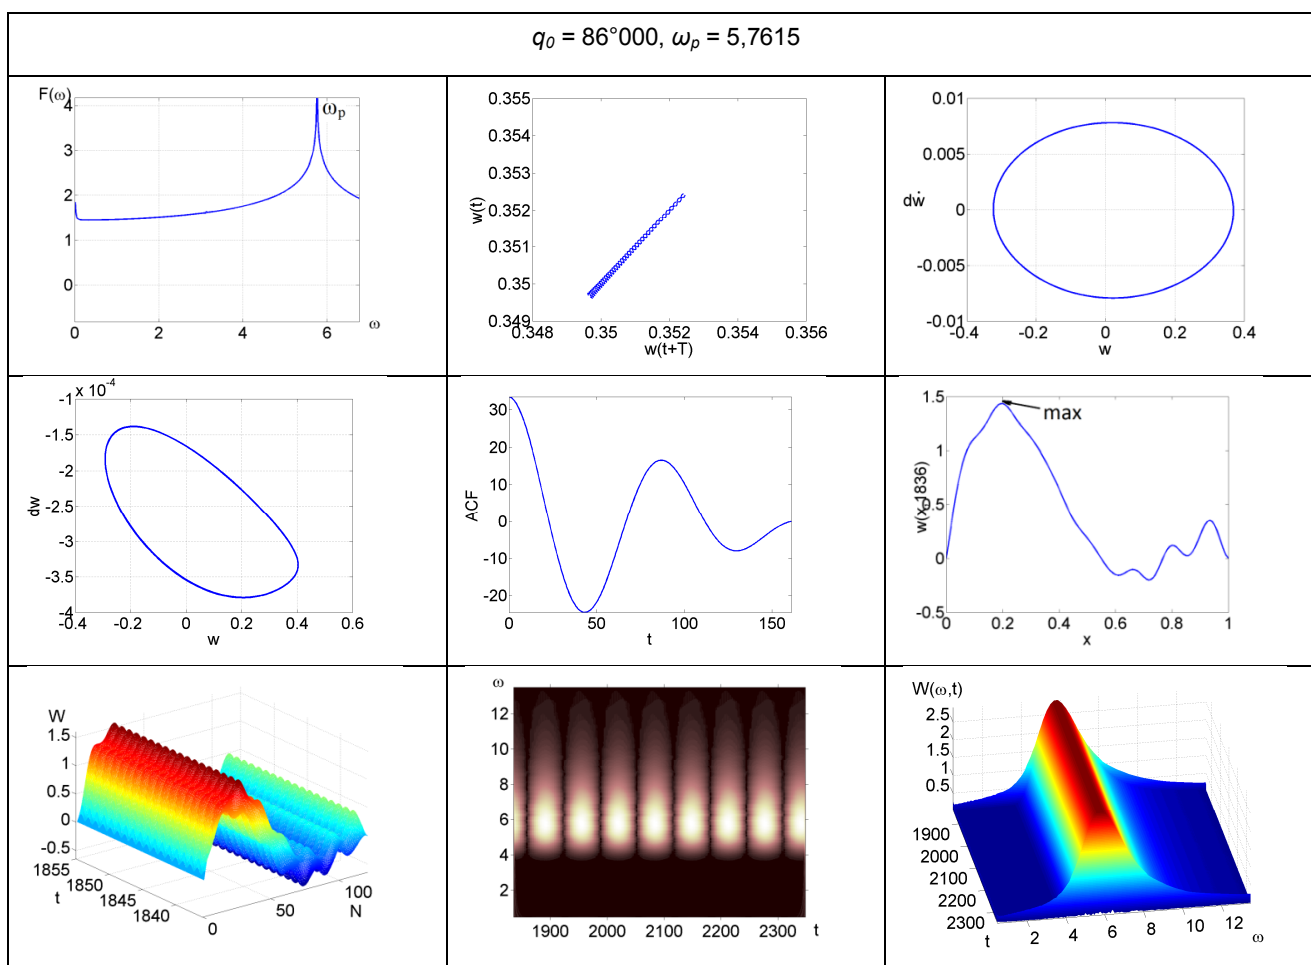 q₀ = 86°000, ωₚ = 5,7615
F(ω)
4
3
2
1
0
ωₚ
0 2 4 6 ω
0.355
0.354
0.353
0.352
0.351
0.35
0.349
w(t)
0.348 0.35 0.352 0.354 0.356
w(t+T)
0.01
0.005
0
-0.005
-0.01
dẇ
-0.4 -0.2 0 0.2 0.4
w
x 10⁻⁴
-1
-1.5
-2
-2.5
-3
-3.5
-4
dw
-0.4 -0.2 0 0.2 0.4 0.6
w
30
20
10
0
-10
-20
ACF
0 50 100 150
t
1.5
1
0.5
0
-0.5
max
w(x,1836)
0 0.2 0.4 0.6 0.8 1
x
W
1.5
1
0.5
0
-0.5
1855
1850
1845
1840
t
0 50 100
N
ω
12
10
8
6
4
2
1900 2000 2100 2200 2300 t
W(ω,t)
2.5
2
1.5
1
0.5
1900
2000
2100
2200
2300
t
2 4 6 8 10 12 ω